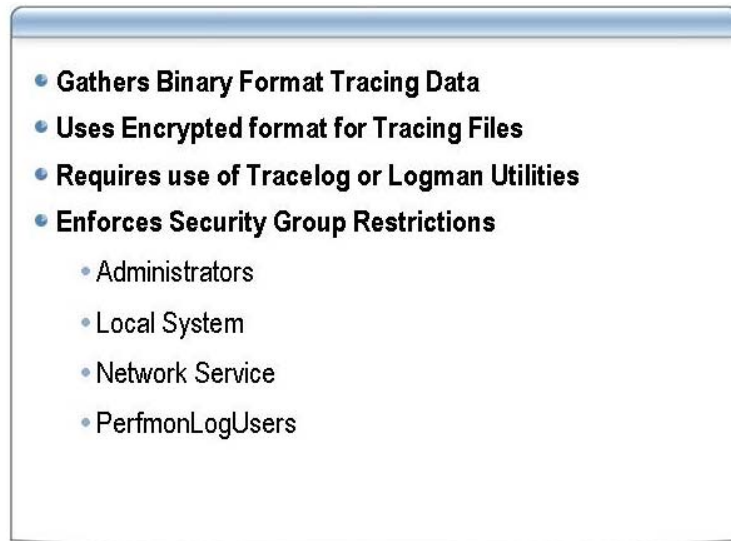 Gathers Binary Format Tracing Data
Uses Encrypted format for Tracing Files
Requires use of Tracelog or Logman Utilities
Enforces Security Group Restrictions
Administrators
Local System
Network Service
PerfmonLogUsers